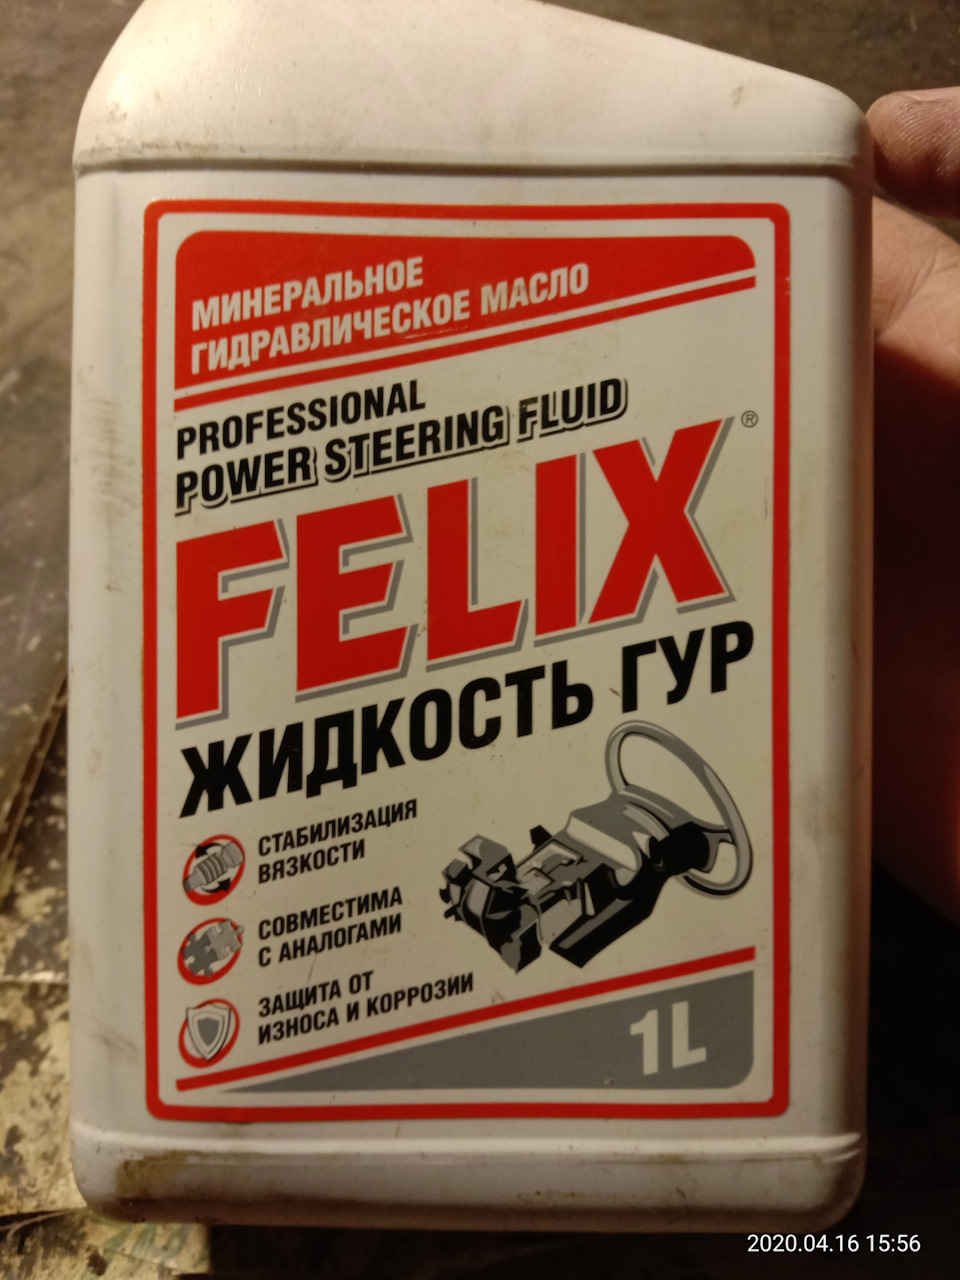 МИНЕРАЛЬНОЕ
ГИДРАВЛИЧЕСКОЕ МАСЛО
PROFESSIONAL
POWER STEERING FLUID
FELIX®
ЖИДКОСТЬ ГУР
СТАБИЛИЗАЦИЯ
ВЯЗКОСТИ
СОВМЕСТИМА
С АНАЛОГАМИ
ЗАЩИТА ОТ
ИЗНОСА И КОРРОЗИИ
1L
2020.04.16 15:56